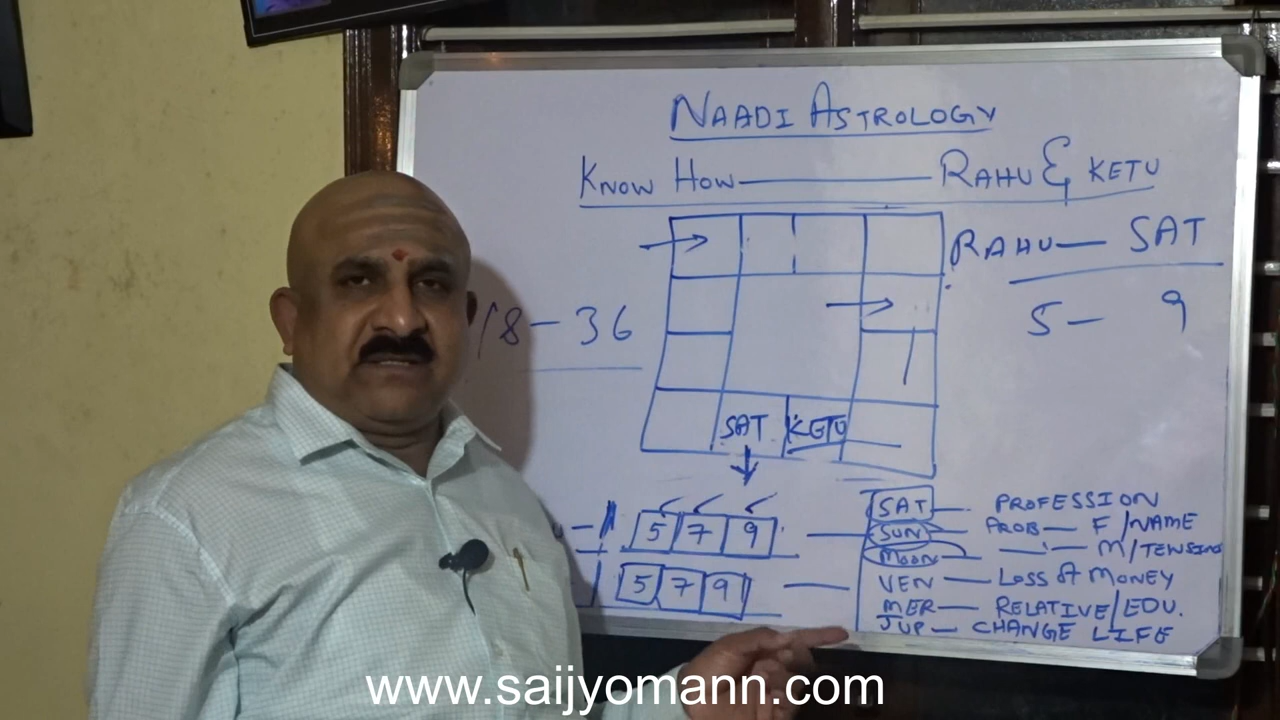 NAADI ASTROLOGY
KNOW HOW — RAHU & KETU
RAHU — SAT
5 — 9
18 — 36
SAT KETU
5 7 9
5 7 9
SAT — PROFESSION
SUN — PROB — F/NAME
MOON — " — M/TENSION
VEN — LOSS OF MONEY
MER — RELATIVE/EDU.
JUP — CHANGE LIFE
www.saijyomann.com